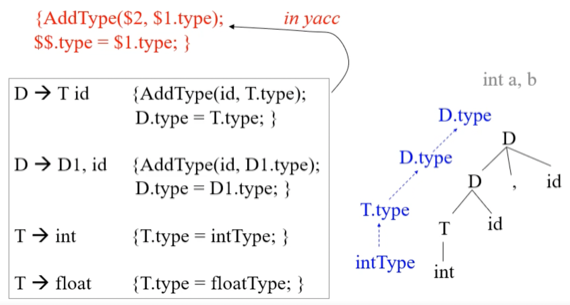 {AddType($2, $1.type); in yacc
$$.type = $1.type; }
D → T id {AddType(id, T.type);
D.type = T.type; }
D → D1, id {AddType(id, D1.type);
D.type = D1.type; }
T → int {T.type = intType; }
T → float {T.type = floatType; }
int a, b
D.type
D
D.type
D , id
T.type
T id
intType int